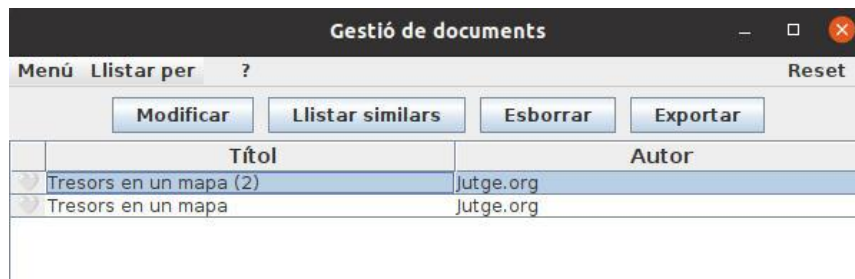 Gestió de documents
Menú Llistar per ? Reset
Modificar Llistar similars Esborrar Exportar
Títol Autor
Tresors en un mapa (2) Jutge.org
Tresors en un mapa Jutge.org